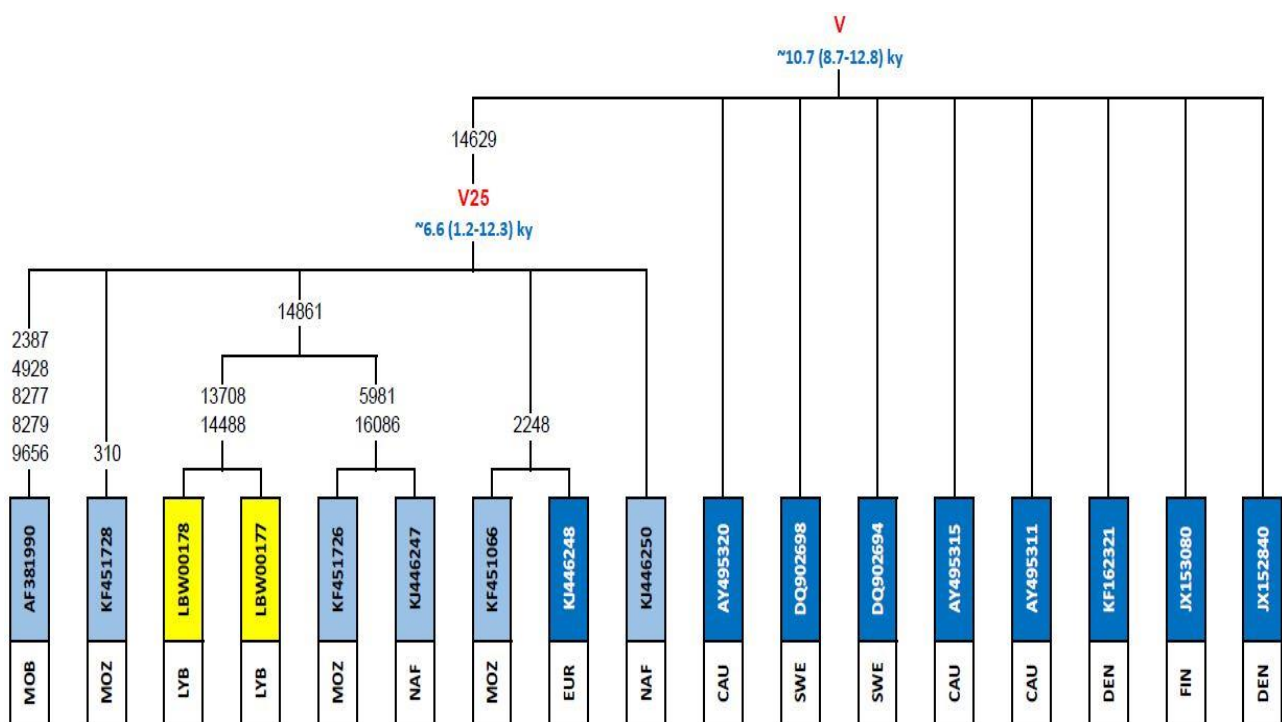 V
~10.7 (8.7-12.8) ky
14629
V25
~6.6 (1.2-12.3) ky
14861
2387
4928
8277
8279
9656
310
13708
14488
5981
16086
2248
AF381990
KF451728
LBW00178
LBW00177
KF451726
KJ446247
KF451066
KJ446248
KJ446250
AY495320
DQ902698
DQ902694
AY495315
AY495311
KF162321
JX153080
JX152840
MOB
MOZ
LYB
LYB
MOZ
NAF
MOZ
EUR
NAF
CAU
SWE
SWE
CAU
CAU
DEN
FIN
DEN